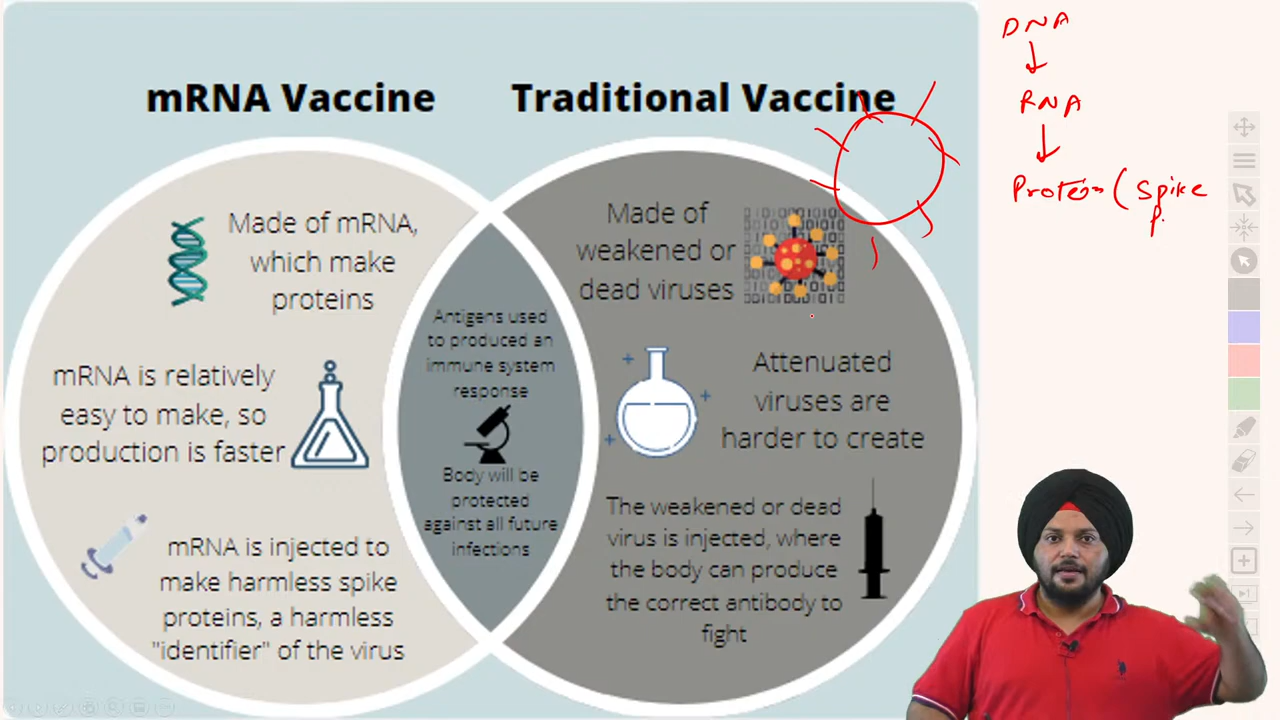 mRNA Vaccine
Made of mRNA,
which make
proteins
mRNA is relatively
easy to make, so
production is faster
mRNA is injected to
make harmless spike
proteins, a harmless
"identifier" of the virus
Antigens used
to produced an
immune system
response
Body will be
protected
against all future
infections
Traditional Vaccine
Made of
weakened or
dead viruses
Attenuated
viruses are
harder to create
The weakened or dead
virus is injected, where
the body can produce
the correct antibody to
fight
DNA
RNA
Protein (Spike
P.